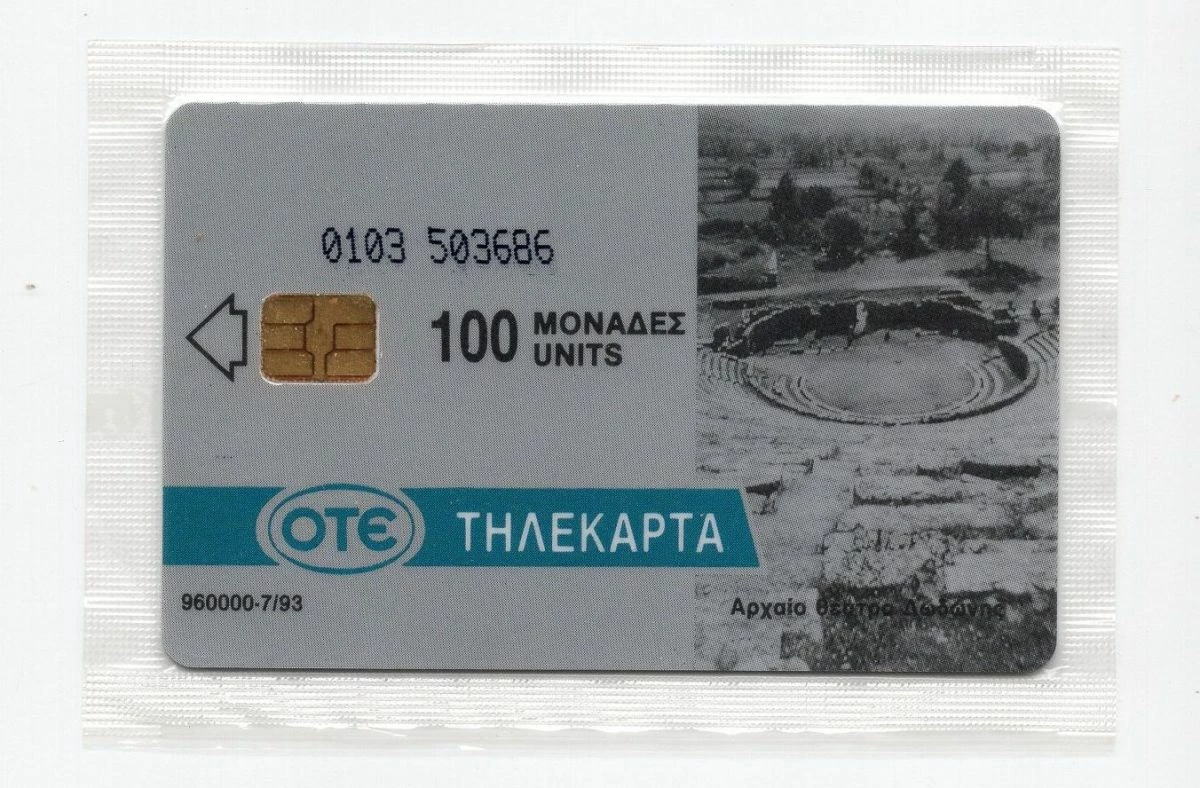 0103 503686
100 ΜΟΝΑΔΕΣ
UNITS
ΟΤΕ ΤΗΛΕΚΑΡΤΑ
960000-7/93
Αρχαίο θέατρο Δωδώνης